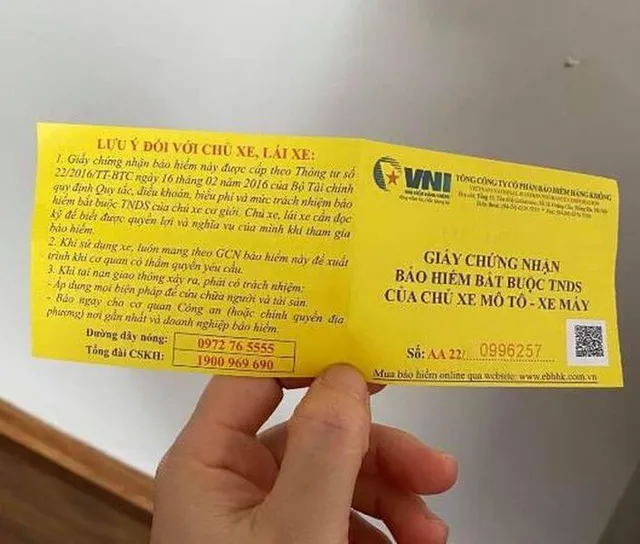 LƯU Ý ĐỐI VỚI CHỦ XE, LÁI XE:
1. Giấy chứng nhận bảo hiểm này được cấp theo Thông tư số
22/2016/TT-BTC ngày 16 tháng 02 năm 2016 của Bộ Tài chính
quy định Quy tắc, điều khoản, biểu phí và mức trách nhiệm bảo
hiểm bắt buộc TNDS của chủ xe cơ giới. Chủ xe, lái xe cần đọc
kỹ để được quyền lợi và nghĩa vụ của mình khi tham gia
bảo hiểm.
2. Khi sử dụng xe, luôn mang theo GCN bảo hiểm này để xuất
trình khi cơ quan có thẩm quyền yêu cầu.
3. Khi tai nạn giao thông xảy ra, phải có trách nhiệm:
- Áp dụng mọi biện pháp để cứu chữa người và tài sản.
- Báo ngay cho cơ quan Công an (hoặc chính quyền địa
phương) nơi gần nhất và doanh nghiệp bảo hiểm.
Đường dây nóng: 0972 76 5555
Tổng đài CSKH: 1900 969 690
VNI
BẢO HIỂM HÀNG KHÔNG
TỔNG CÔNG TY CỔ PHẦN BẢO HIỂM HÀNG KHÔNG
VIETNAM NATIONAL AVIATION INSURANCE CORPORATION
GIẤY CHỨNG NHẬN
BẢO HIỂM BẮT BUỘC TNDS
CỦA CHỦ XE MÔ TÔ - XE MÁY
Số: AA 22/ 0996257
Mua bảo hiểm online qua website: www.ebhhk.com.vn